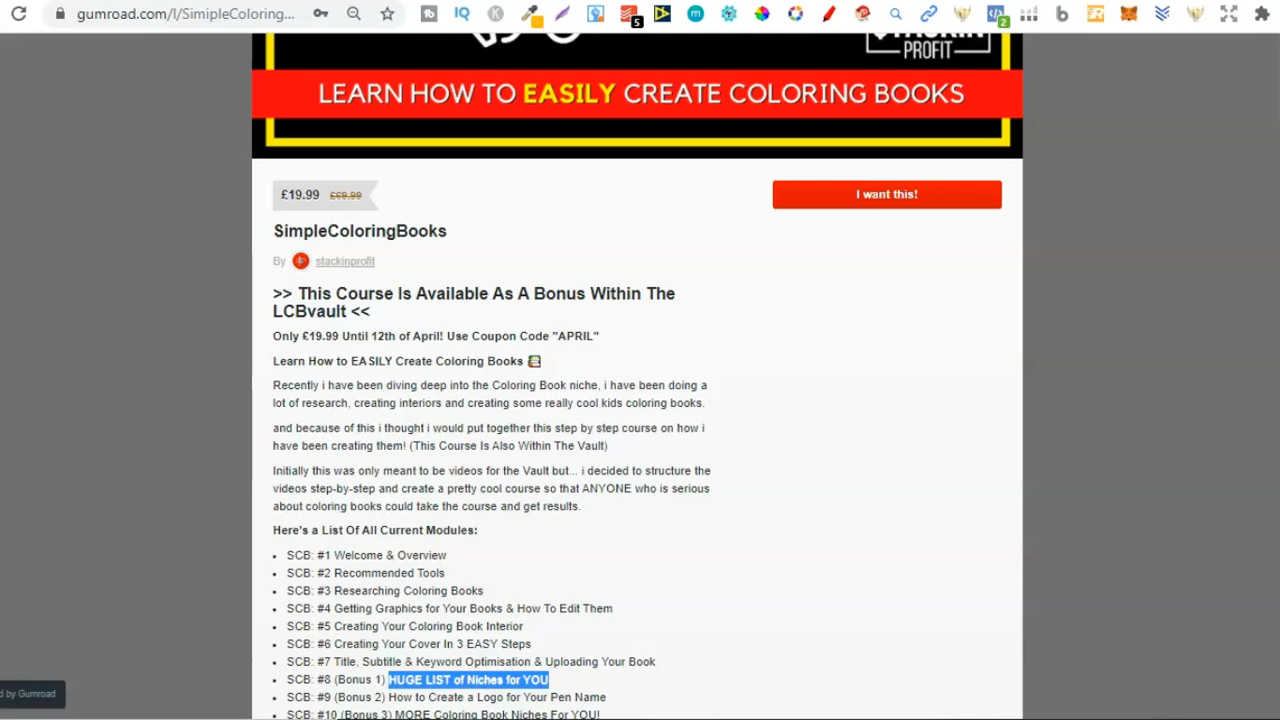 gumroad.com/l/SimpleColoring...
PROFIT
LEARN HOW TO EASILY CREATE COLORING BOOKS
£19.99 £69.99
I want this!
SimpleColoringBooks
By stackinprofit
>> This Course Is Available As A Bonus Within The
LCBvault <<
Only £19.99 Until 12th of April! Use Coupon Code "APRIL"
Learn How to EASILY Create Coloring Books
Recently i have been diving deep into the Coloring Book niche, i have been doing a
lot of research, creating interiors and creating some really cool kids coloring books.
and because of this i thought i would put together this step by step course on how i
have been creating them! (This Course Is Also Within The Vault)
Initially this was only meant to be videos for the Vault but... i decided to structure the
videos step-by-step and create a pretty cool course so that ANYONE who is serious
about coloring books could take the course and get results.
Here's a List Of All Current Modules:
SCB: #1 Welcome & Overview
SCB: #2 Recommended Tools
SCB: #3 Researching Coloring Books
SCB: #4 Getting Graphics for Your Books & How To Edit Them
SCB: #5 Creating Your Coloring Book Interior
SCB: #6 Creating Your Cover In 3 EASY Steps
SCB: #7 Title, Subtitle & Keyword Optimisation & Uploading Your Book
SCB: #8 (Bonus 1) HUGE LIST of Niches for YOU
d by Gumroad
SCB: #9 (Bonus 2) How to Create a Logo for Your Pen Name
SCB: #10 (Bonus 3) MORE Coloring Book Niches For YOU!